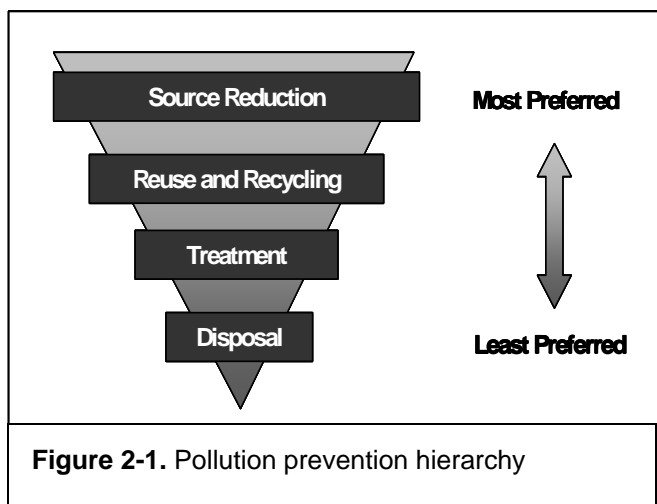 Source Reduction
Most Preferred
Reuse and Recycling
Treatment
Disposal
Least Preferred
Figure 2-1. Pollution prevention hierarchy